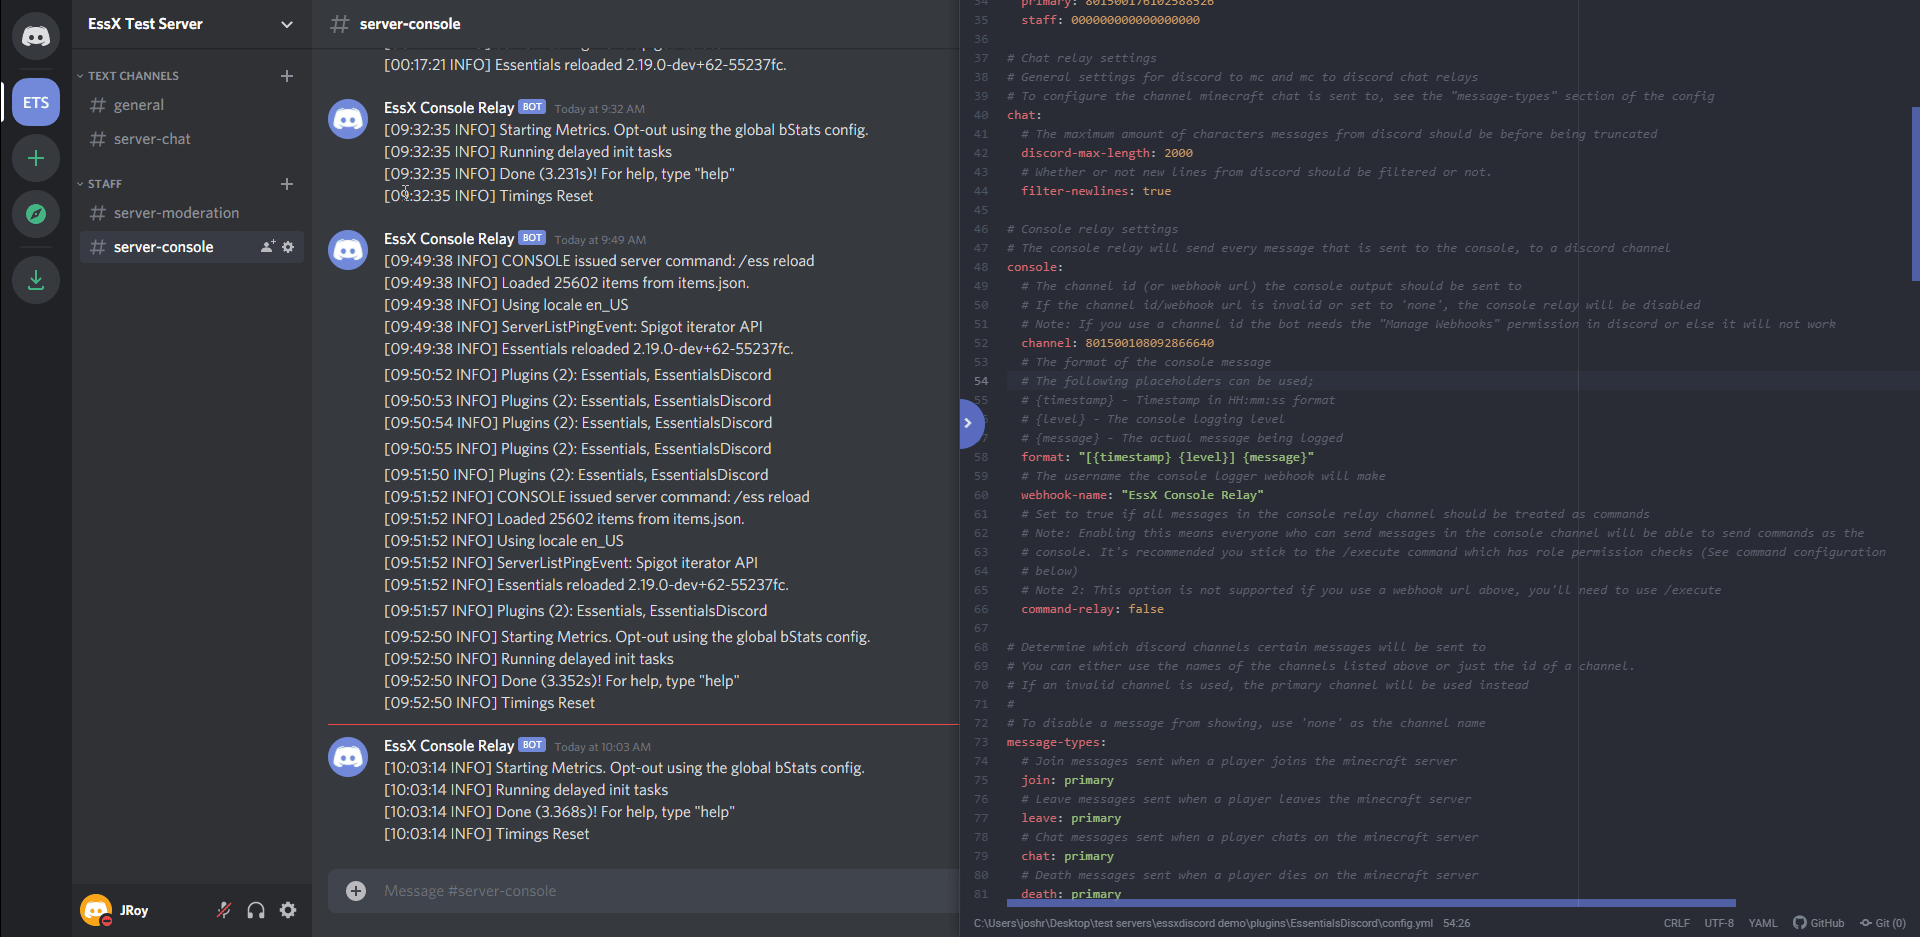 EssX Test Server
ETS
TEXT CHANNELS
general
server-chat
STAFF
server-moderation
server-console
JRoy
# server-console
[00:17:21 INFO] Essentials reloaded 2.19.0-dev+62-55237fc.
EssX Console Relay BOT Today at 9:32 AM
[09:32:35 INFO] Starting Metrics. Opt-out using the global bStats config.
[09:32:35 INFO] Running delayed init tasks
[09:32:35 INFO] Done (3.231s)! For help, type "help"
[09:32:35 INFO] Timings Reset
EssX Console Relay BOT Today at 9:49 AM
[09:49:38 INFO] CONSOLE issued server command: /ess reload
[09:49:38 INFO] Loaded 25602 items from items.json.
[09:49:38 INFO] Using locale en_US
[09:49:38 INFO] ServerListPingEvent: Spigot iterator API
[09:49:38 INFO] Essentials reloaded 2.19.0-dev+62-55237fc.
[09:50:52 INFO] Plugins (2): Essentials, EssentialsDiscord
[09:50:53 INFO] Plugins (2): Essentials, EssentialsDiscord
[09:50:54 INFO] Plugins (2): Essentials, EssentialsDiscord
[09:50:55 INFO] Plugins (2): Essentials, EssentialsDiscord
[09:51:50 INFO] Plugins (2): Essentials, EssentialsDiscord
[09:51:52 INFO] CONSOLE issued server command: /ess reload
[09:51:52 INFO] Loaded 25602 items from items.json.
[09:51:52 INFO] Using locale en_US
[09:51:52 INFO] ServerListPingEvent: Spigot iterator API
[09:51:52 INFO] Essentials reloaded 2.19.0-dev+62-55237fc.
[09:51:57 INFO] Plugins (2): Essentials, EssentialsDiscord
[09:52:50 INFO] Starting Metrics. Opt-out using the global bStats config.
[09:52:50 INFO] Running delayed init tasks
[09:52:50 INFO] Done (3.352s)! For help, type "help"
[09:52:50 INFO] Timings Reset
EssX Console Relay BOT Today at 10:03 AM
[10:03:14 INFO] Starting Metrics. Opt-out using the global bStats config.
[10:03:14 INFO] Running delayed init tasks
[10:03:14 INFO] Done (3.368s)! For help, type "help"
[10:03:14 INFO] Timings Reset
Message #server-console
34 primary: 801500176102588526
35 staff: 000000000000000000
36
37 # Chat relay settings
38 # General settings for discord to mc and mc to discord chat relays
39 # To configure the channel minecraft chat is sent to, see the "message-types" section of the config
40 chat:
41 # The maximum amount of characters messages from discord should be before being truncated
42 discord-max-length: 2000
43 # Whether or not new lines from discord should be filtered or not.
44 filter-newlines: true
45
46 # Console relay settings
47 # The console relay will send every message that is sent to the console, to a discord channel
48 console:
49 # The channel id (or webhook url) the console output should be sent to
50 # If the channel id/webhook url is invalid or set to 'none', the console relay will be disabled
51 # Note: If you use a channel id the bot needs the "Manage Webhooks" permission in discord or else it will not work
52 channel: 801500108092866640
53 # The format of the console message
54 # The following placeholders can be used;
55 # {timestamp} - Timestamp in HH:mm:ss format
# {level} - The console logging level
7 # {message} - The actual message being logged
58 format: "[{timestamp} {level}] {message}"
59 # The username the console logger webhook will make
60 webhook-name: "EssX Console Relay"
61 # Set to true if all messages in the console relay channel should be treated as commands
62 # Note: Enabling this means everyone who can send messages in the console channel will be able to send commands as the
63 # console. It's recommended you stick to the /execute command which has role permission checks (See command configuration
64 # below)
65 # Note 2: This option is not supported if you use a webhook url above, you'll need to use /execute
66 command-relay: false
67
68 # Determine which discord channels certain messages will be sent to
69 # You can either use the names of the channels listed above or just the id of a channel.
70 # If an invalid channel is used, the primary channel will be used instead
71 #
72 # To disable a message from showing, use 'none' as the channel name
73 message-types:
74 # Join messages sent when a player joins the minecraft server
75 join: primary
76 # Leave messages sent when a player leaves the minecraft server
77 leave: primary
78 # Chat messages sent when a player chats on the minecraft server
79 chat: primary
80 # Death messages sent when a player dies on the minecraft server
81 death: primary
C:\Users\joshr\Desktop\test servers\essxdiscord demo\plugins\EssentialsDiscord\config.yml 54:26 CRLF UTF-8 YAML GitHub Git (0)